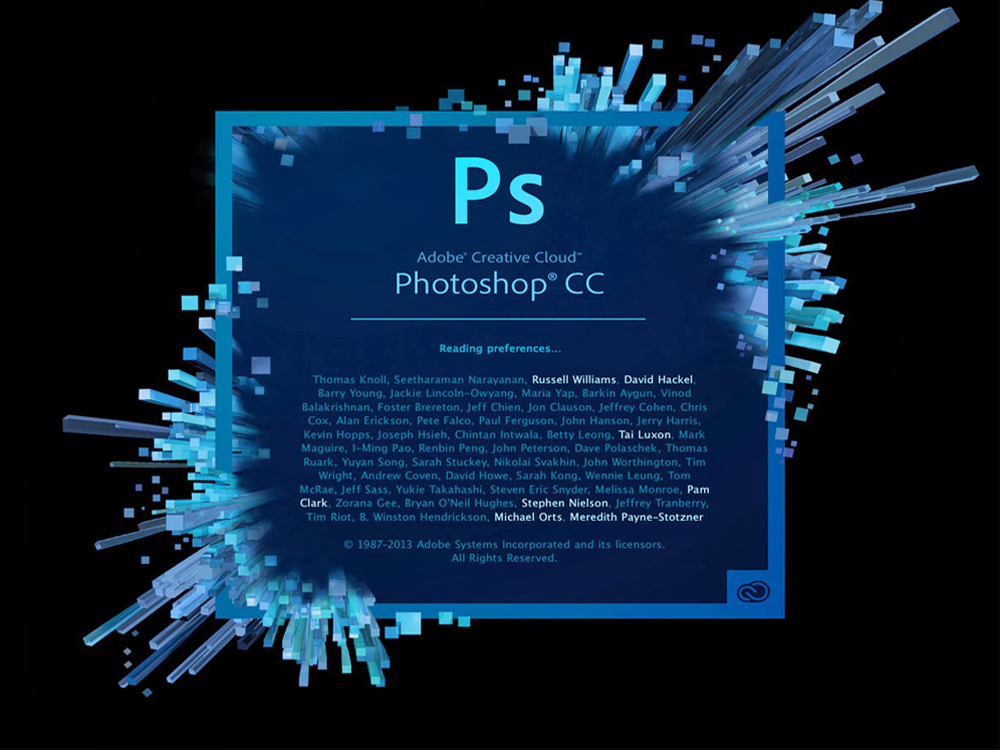 Ps
Adobe® Creative Cloud™
Photoshop® CC
Reading preferences...
Thomas Knoll, Seetharaman Narayanan, Russell Williams, David Hackel,
Barry Young, Jackie Lincoln-Owyang, Maria Yap, Barkin Aygun, Vinod
Balakrishnan, Foster Brereton, Jeff Chien, Jon Clauson, Jeffrey Cohen, Chris
Cox, Alan Erickson, Pete Falco, Paul Ferguson, John Hanson, Jerry Harris,
Kevin Hopps, Joseph Hsieh, Chintan Intwala, Betty Leong, Tai Luxon, Mark
Maguire, I-Ming Pao, Renbin Peng, John Peterson, Dave Polaschek, Thomas
Ruark, Yuyan Song, Sarah Stuckey, Nikolai Svakhin, John Worthington, Tim
Wright, Andrew Coven, David Howe, Sarah Kong, Wennie Leung, Tom
McRae, Jeff Sass, Yukie Takahashi, Steven Eric Snyder, Melissa Monroe, Pam
Clark, Zorana Gee, Bryan O'Neil Hughes, Stephen Nielson, Jeffrey Tranberry,
Tim Riot, B. Winston Hendrickson, Michael Orts, Meredith Payne-Stotzner
© 1987-2013 Adobe Systems Incorporated and its licensors.
All Rights Reserved.